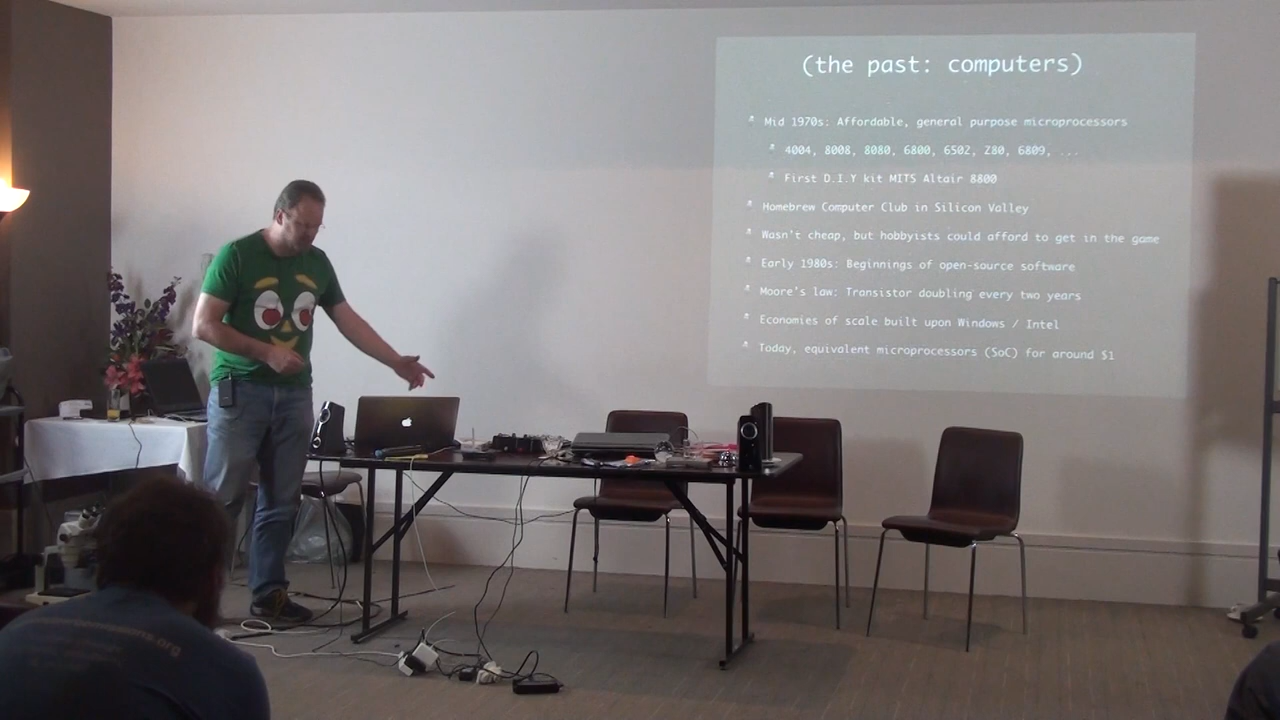 (the past: computers)
Mid 1970s: Affordable, general purpose microprocessors
4004, 8008, 8080, 6800, 6502, Z80, 6809, ...
First D.I.Y kit MITS Altair 8800
Homebrew Computer Club in Silicon Valley
Wasn't cheap, but hobbyists could afford to get in the game
Early 1980s: Beginnings of open-source software
Moore's law: Transistor doubling every two years
Economies of scale built upon Windows / Intel
Today, equivalent microprocessors (SoC) for around $1